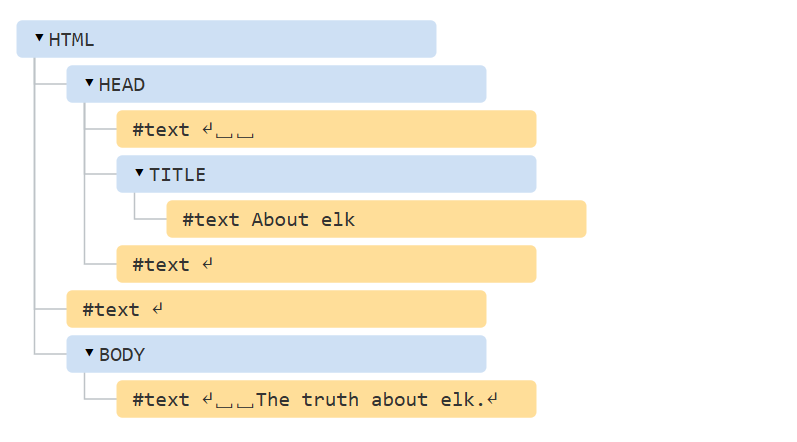 ▼ HTML
▼ HEAD
#text ↵␣␣
▼ TITLE
#text About elk
#text ↵
#text ↵
▼ BODY
#text ↵␣␣The truth about elk.↵